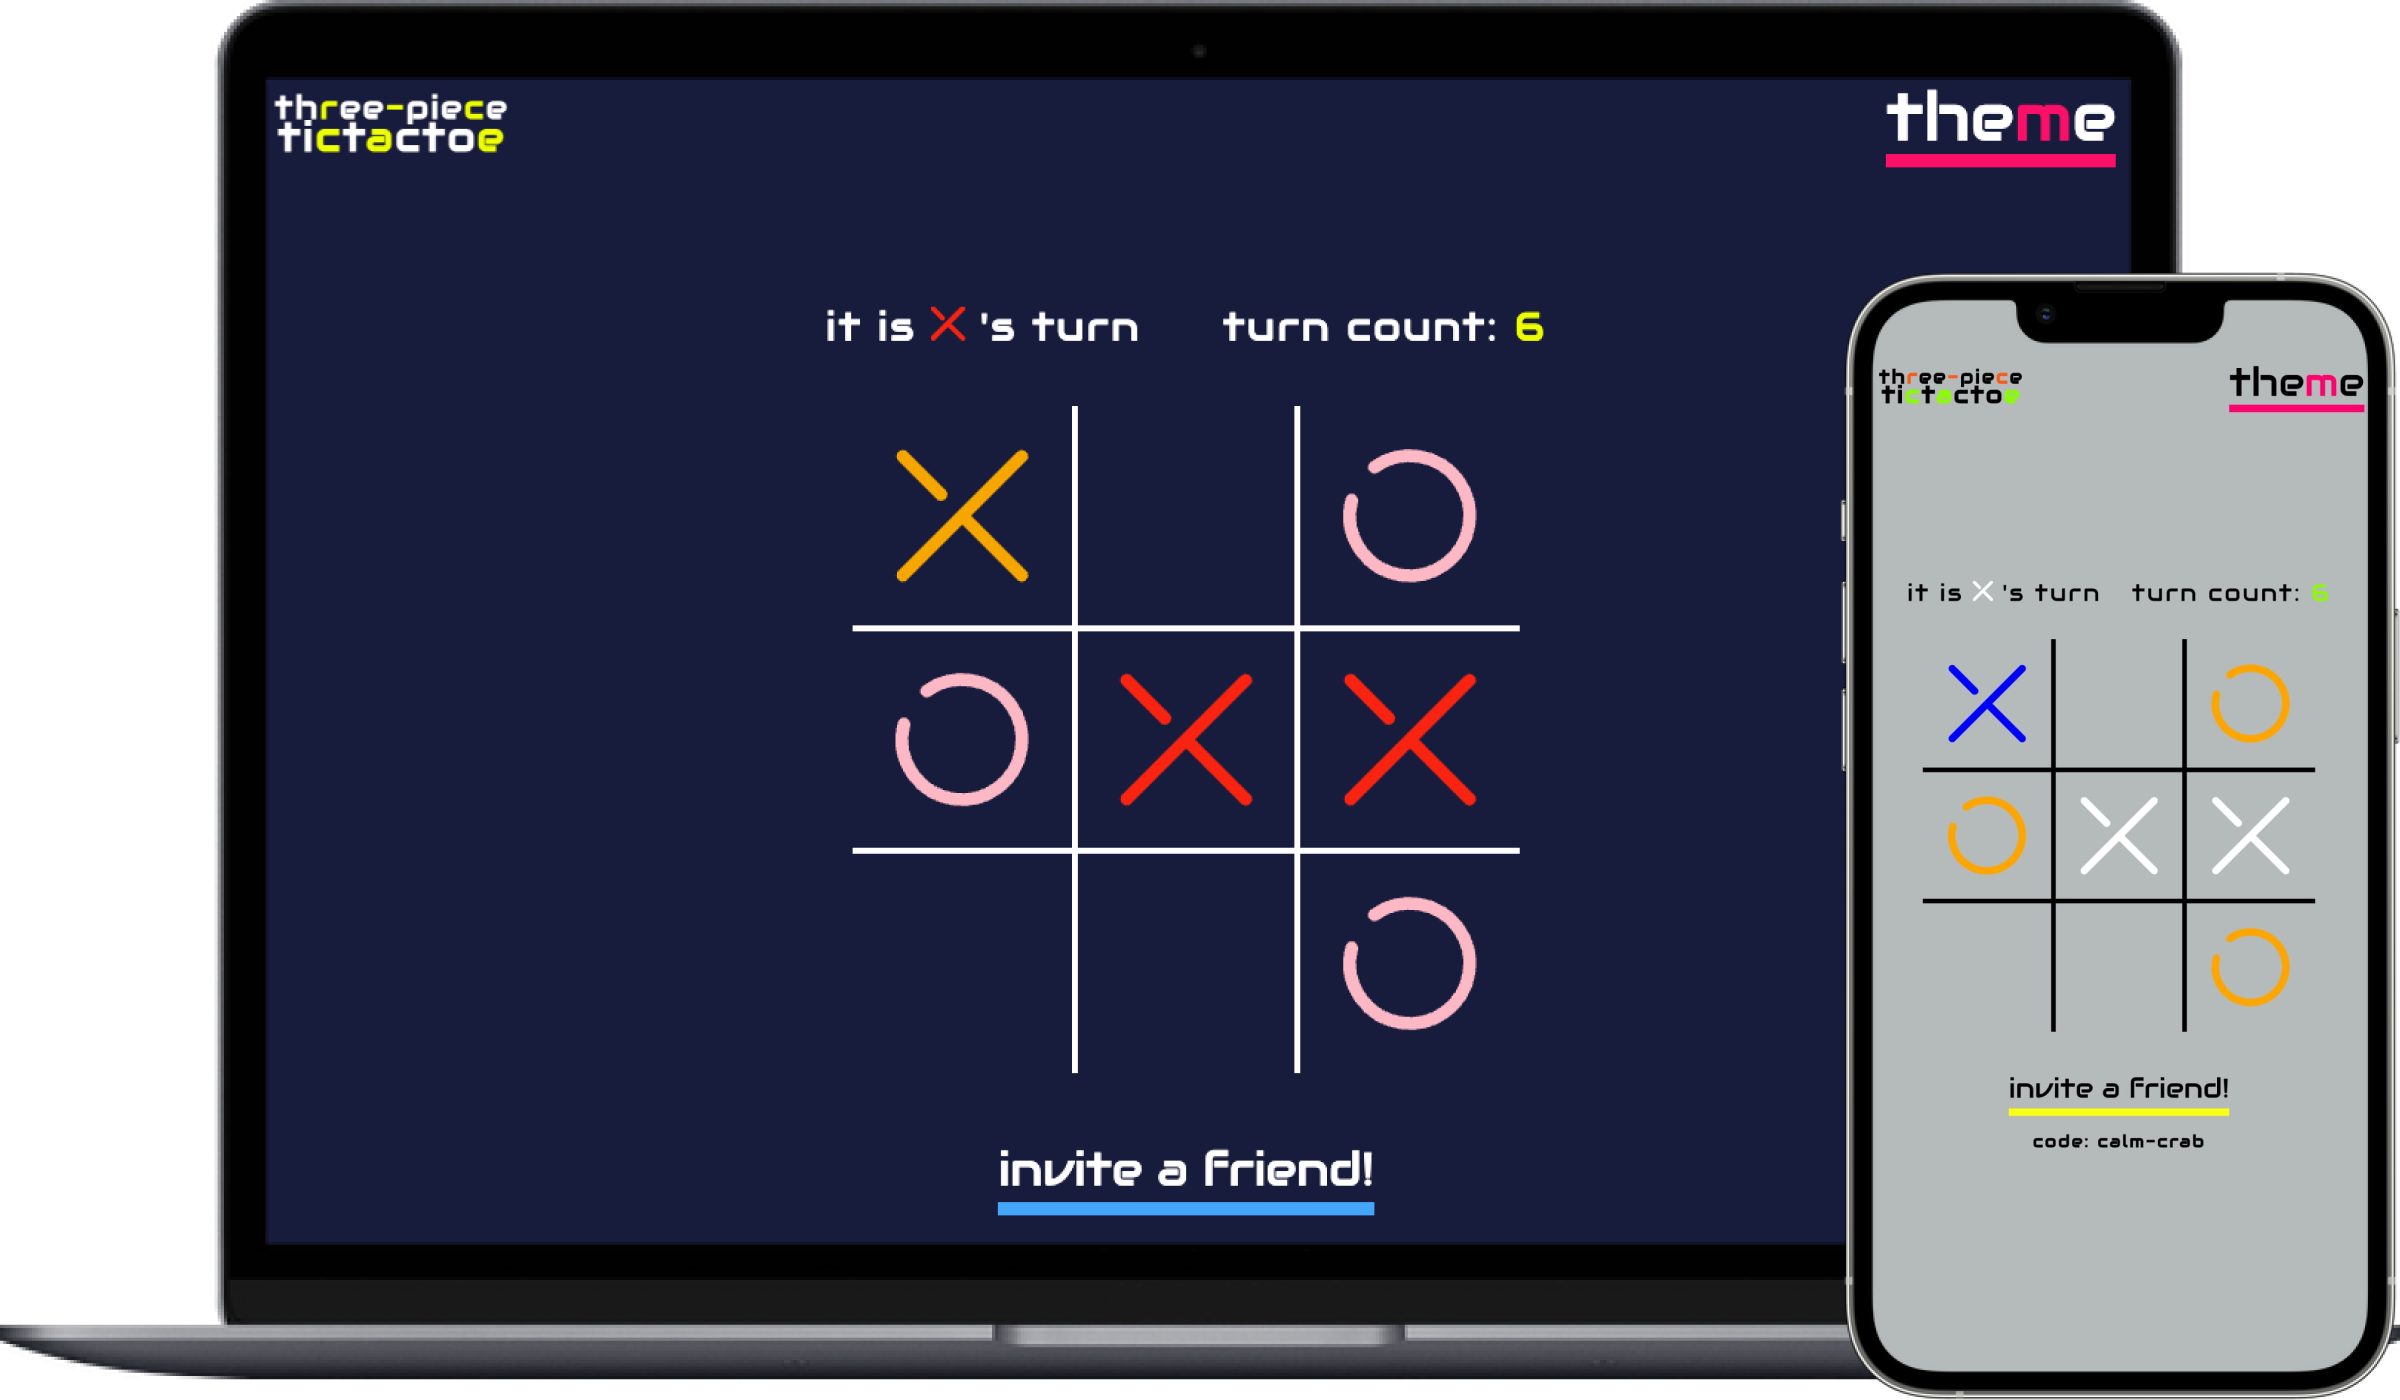 three-piece
tictactoe
theme
it is X 's turn turn count: 6
invite a friend!
three-piece
tictactoe
theme
it is X 's turn turn count: 6
invite a friend!
code: calm-crab